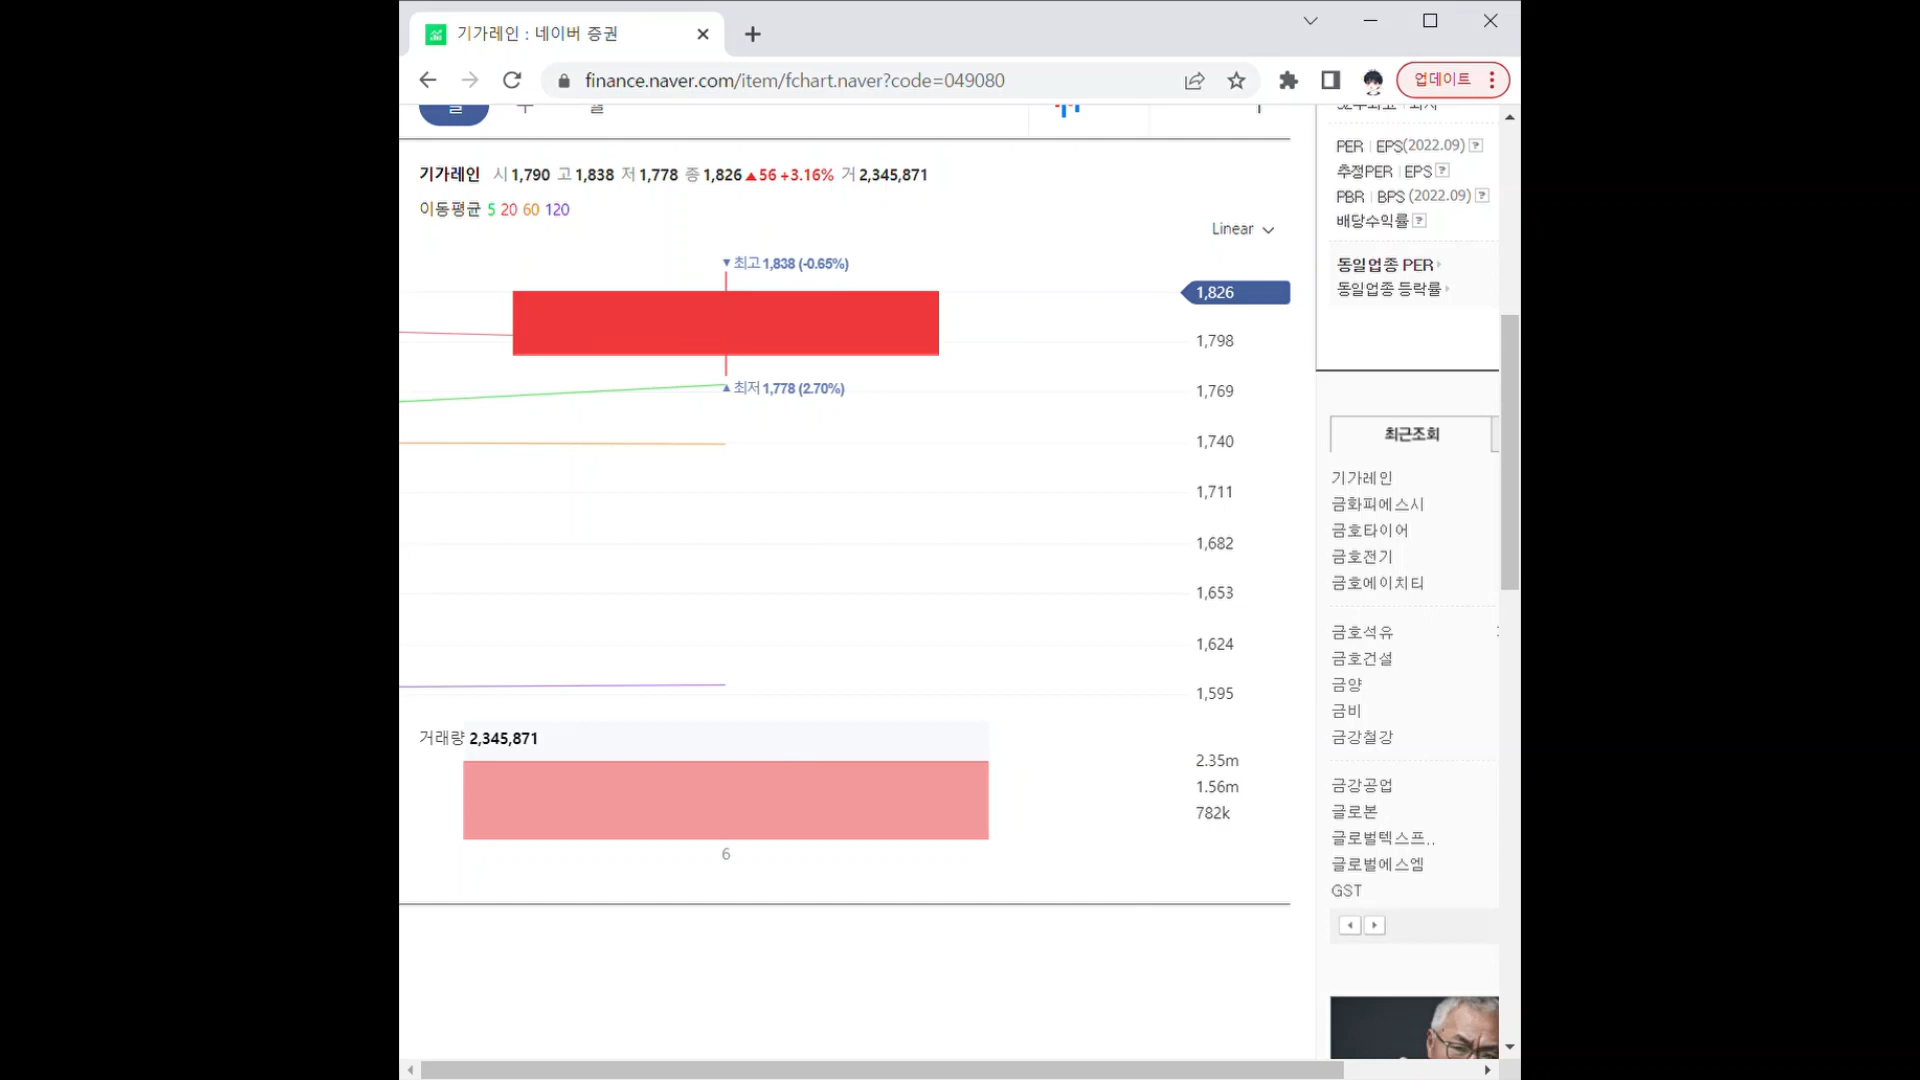 기가레인 : 네이버 증권
finance.naver.com/item/fchart.naver?code=049080
업데이트
기가레인 시 1,790 고 1,838 저 1,778 종 1,826 ▲56 +3.16% 거 2,345,871
이동평균 5 20 60 120
Linear
▼최고 1,838 (-0.65%)
1,826
1,798
▲최저 1,778 (2.70%)
1,769
1,740
1,711
1,682
1,653
1,624
1,595
거래량 2,345,871
2.35m
1.56m
782k
6
PER | EPS(2022.09) ?
추정PER | EPS ?
PBR | BPS (2022.09) ?
배당수익률 ?
동일업종 PER
동일업종 등락률
최근조회
기가레인
금화피에스시
금호타이어
금호전기
금호에이치티
금호석유
금호건설
금양
금비
금강철강
금강공업
글로본
글로벌텍스프..
글로벌에스엠
GST